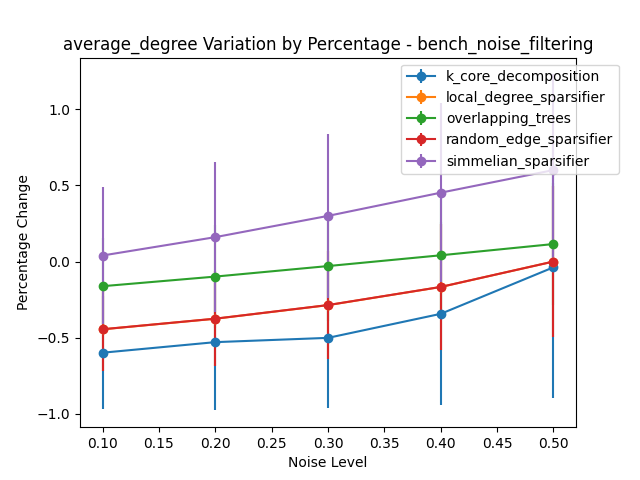 average_degree Variation by Percentage - bench_noise_filtering
k_core_decomposition
local_degree_sparsifier
overlapping_trees
random_edge_sparsifier
simmelian_sparsifier
Percentage Change
1.0
0.5
0.0
−0.5
−1.0
0.10 0.15 0.20 0.25 0.30 0.35 0.40 0.45 0.50
Noise Level